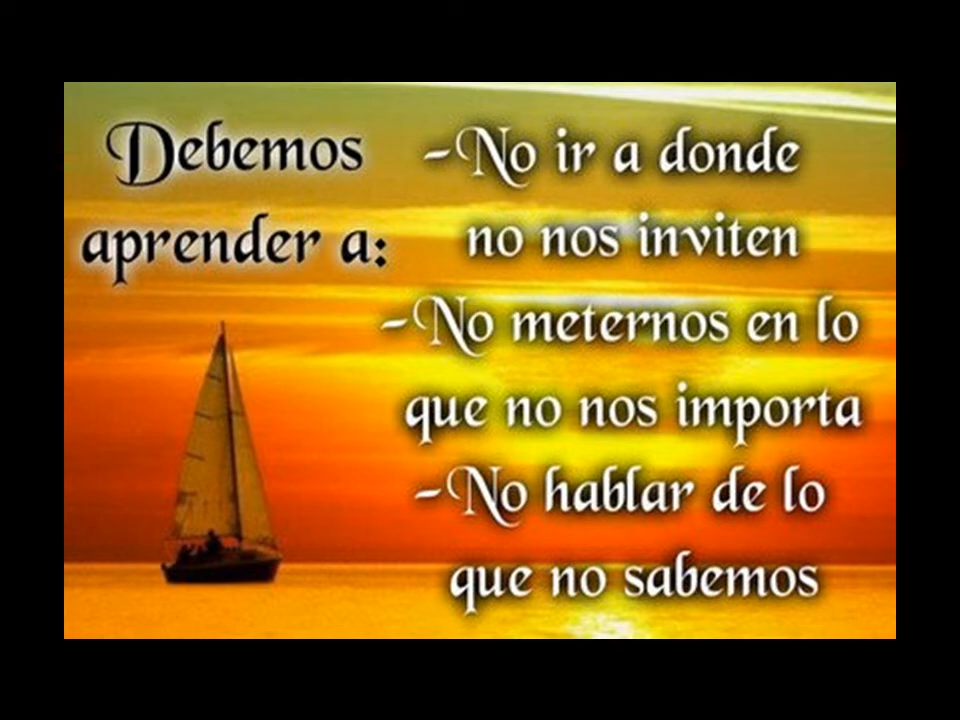 Debemos
aprender a:
-No ir a donde
no nos inviten
-No meternos en lo
que no nos importa
-No hablar de lo
que no sabemos